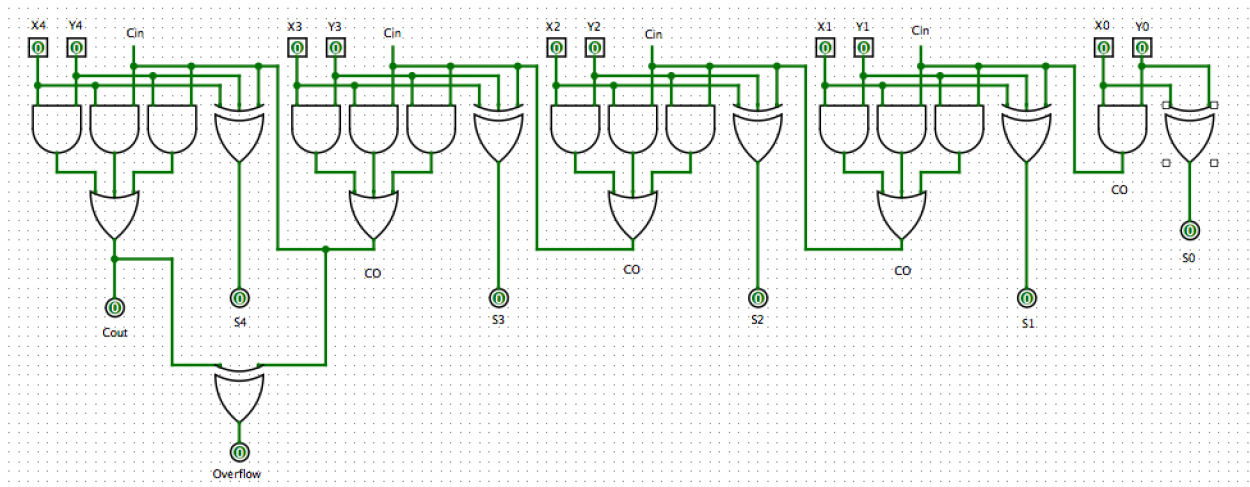 X4 Y4 Cin X3 Y3 Cin X2 Y2 Cin X1 Y1 Cin X0 Y0
0 0 0 0 0 0 0 0 0 0
CO
0
S0
CO CO CO
0 0 0 0 0
Cout S4 S3 S2 S1
0
Overflow